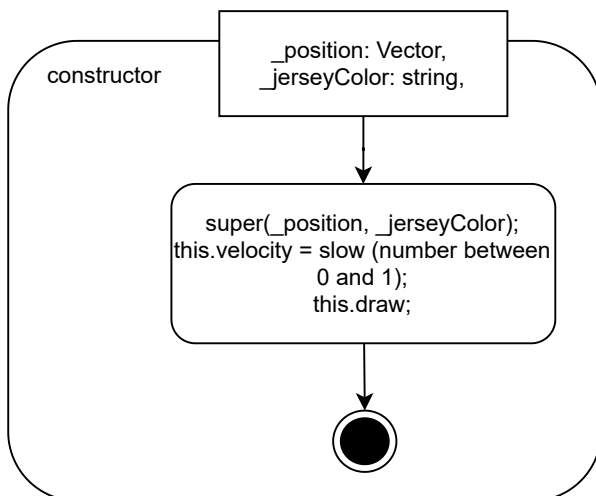 _position: Vector,
_jerseyColor: string,
constructor
super(_position, _jerseyColor);
this.velocity = slow (number between
0 and 1);
this.draw;